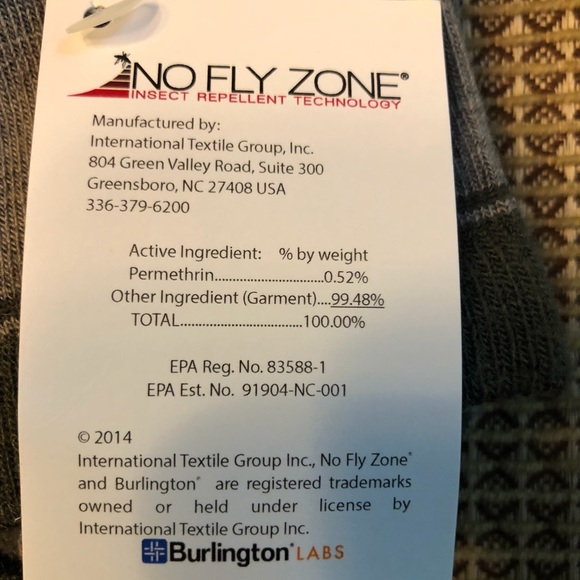 NO FLY ZONE®
INSECT REPELLENT TECHNOLOGY
Manufactured by:
International Textile Group, Inc.
804 Green Valley Road, Suite 300
Greensboro, NC 27408 USA
336-379-6200
Active Ingredient: % by weight
Permethrin............................0.52%
Other Ingredient (Garment)....99.48%
TOTAL...............................100.00%
EPA Reg. No. 83588-1
EPA Est. No. 91904-NC-001
© 2014
International Textile Group Inc., No Fly Zone®
and Burlington® are registered trademarks
owned or held under license by
International Textile Group Inc.
Burlington® LABS